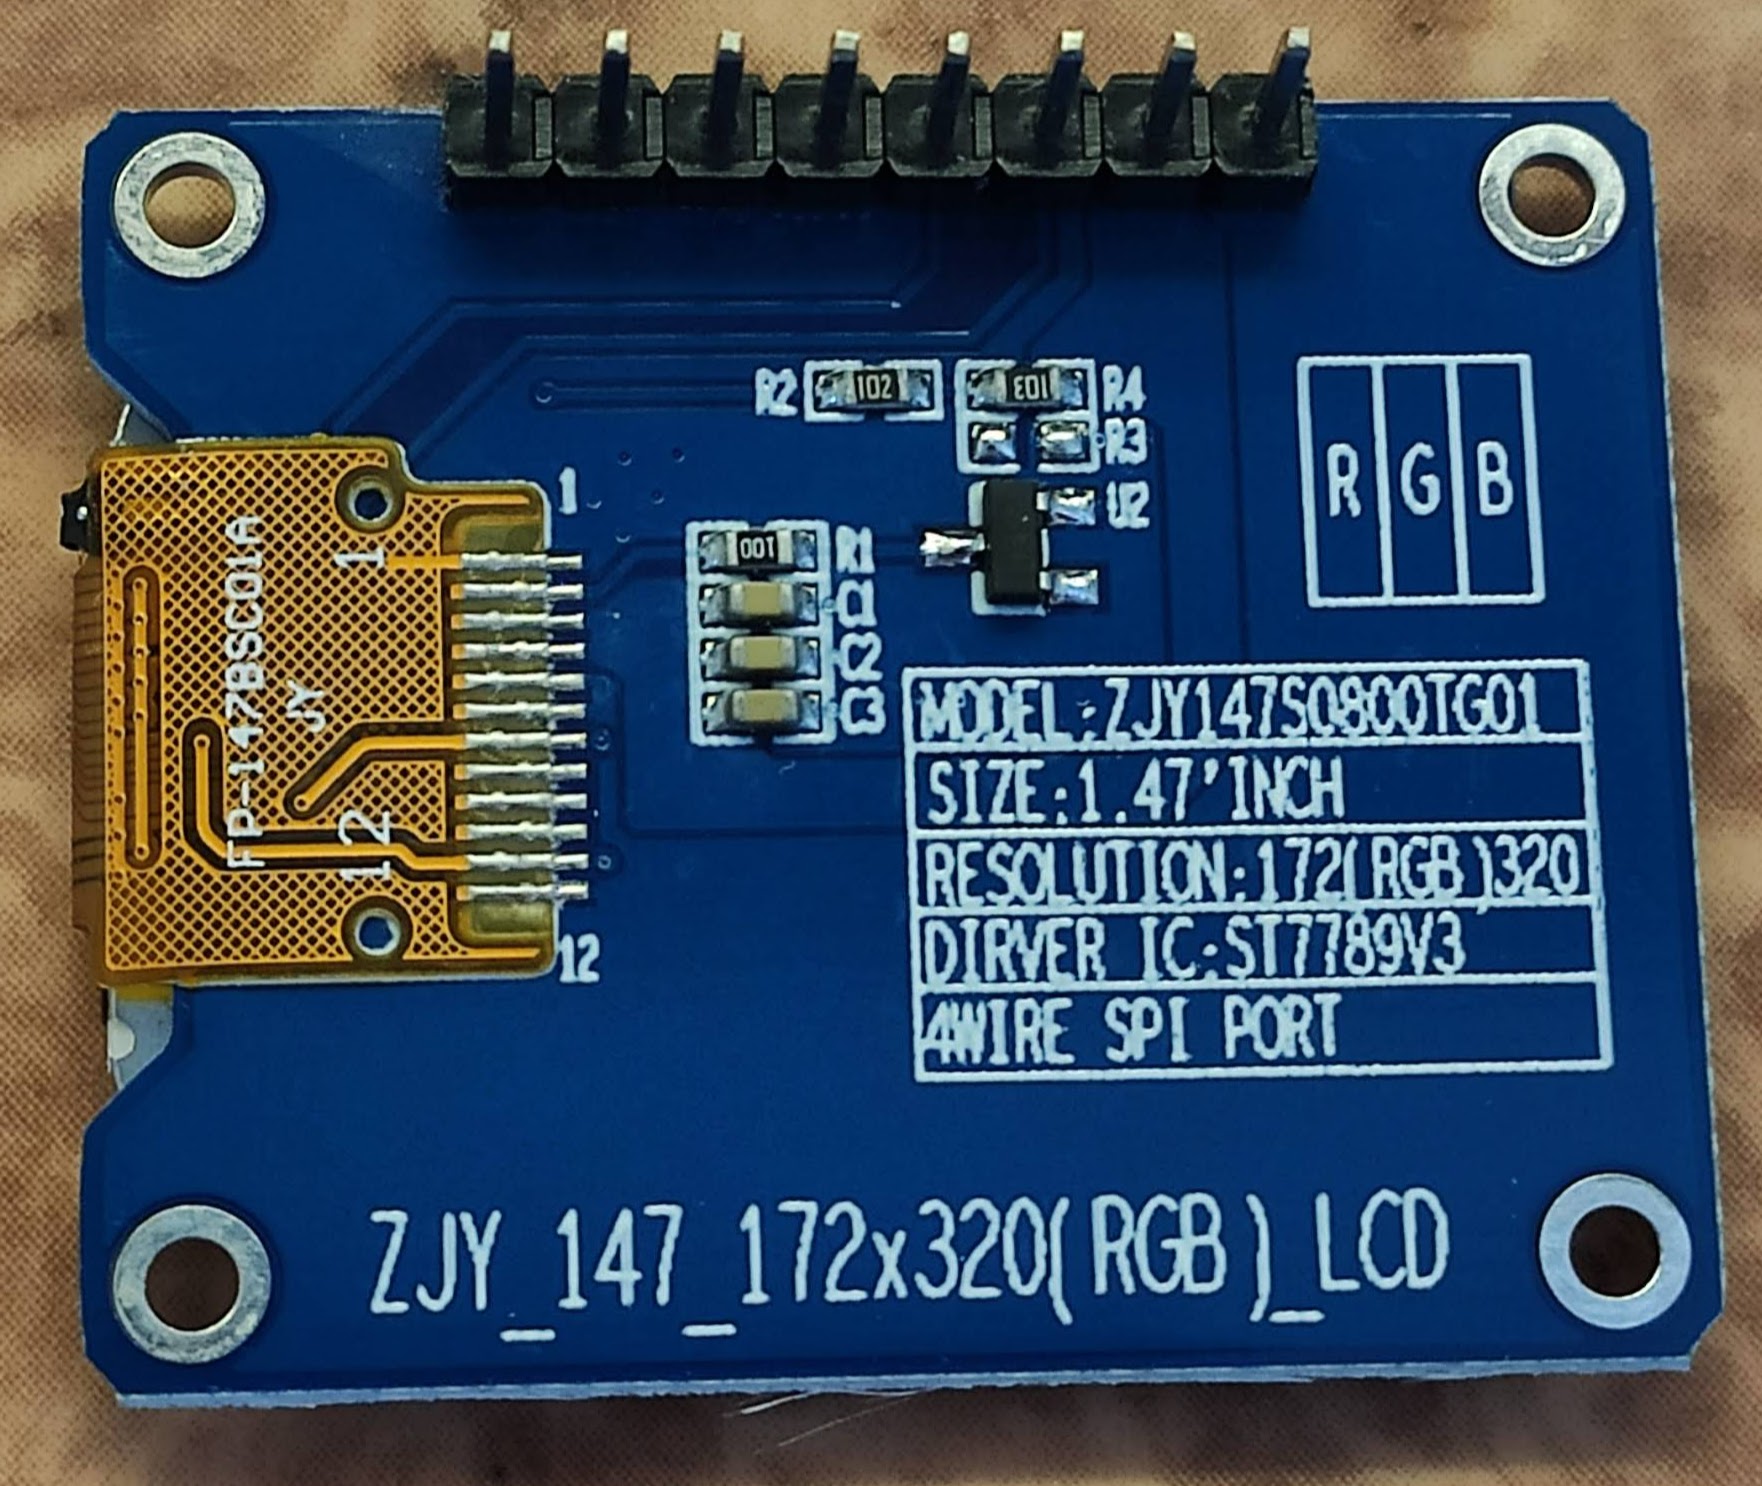 R2
102
103
R4
R3
1
U2
R
G
B
1
100
R1
C1
C2
C3
FP-147BSC01A
JY
12
12
MODEL:ZJY147S0800TG01
SIZE:1.47'INCH
RESOLUTION:172(RGB)320
DIRVER IC:ST7789V3
4WIRE SPI PORT
ZJY_147_172x320(RGB)_LCD